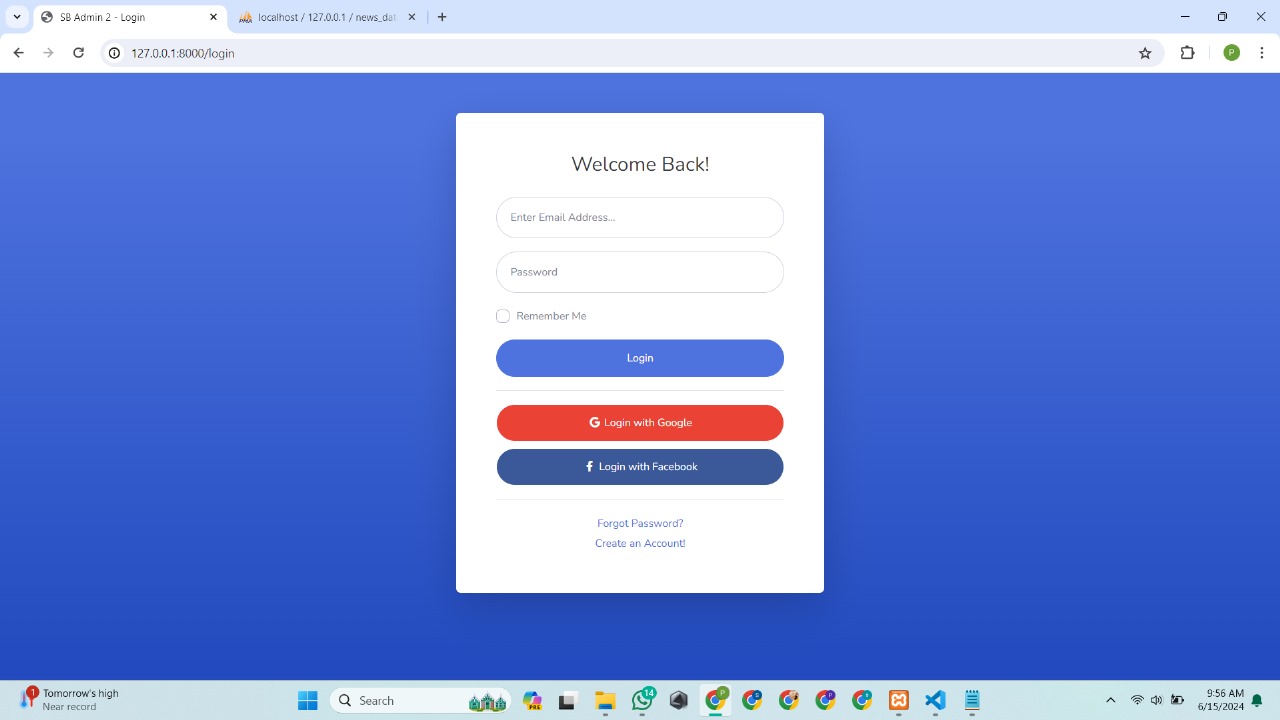 SB Admin 2 - Login
localhost / 127.0.0.1 / news_dat
127.0.0.1:8000/login
P
Welcome Back!
Enter Email Address...
Password
Remember Me
Login
G Login with Google
f Login with Facebook
Forgot Password?
Create an Account!
1
Tomorrow's high
Near record
Search
PRE
14
P
S
P
9:56 AM
6/15/2024